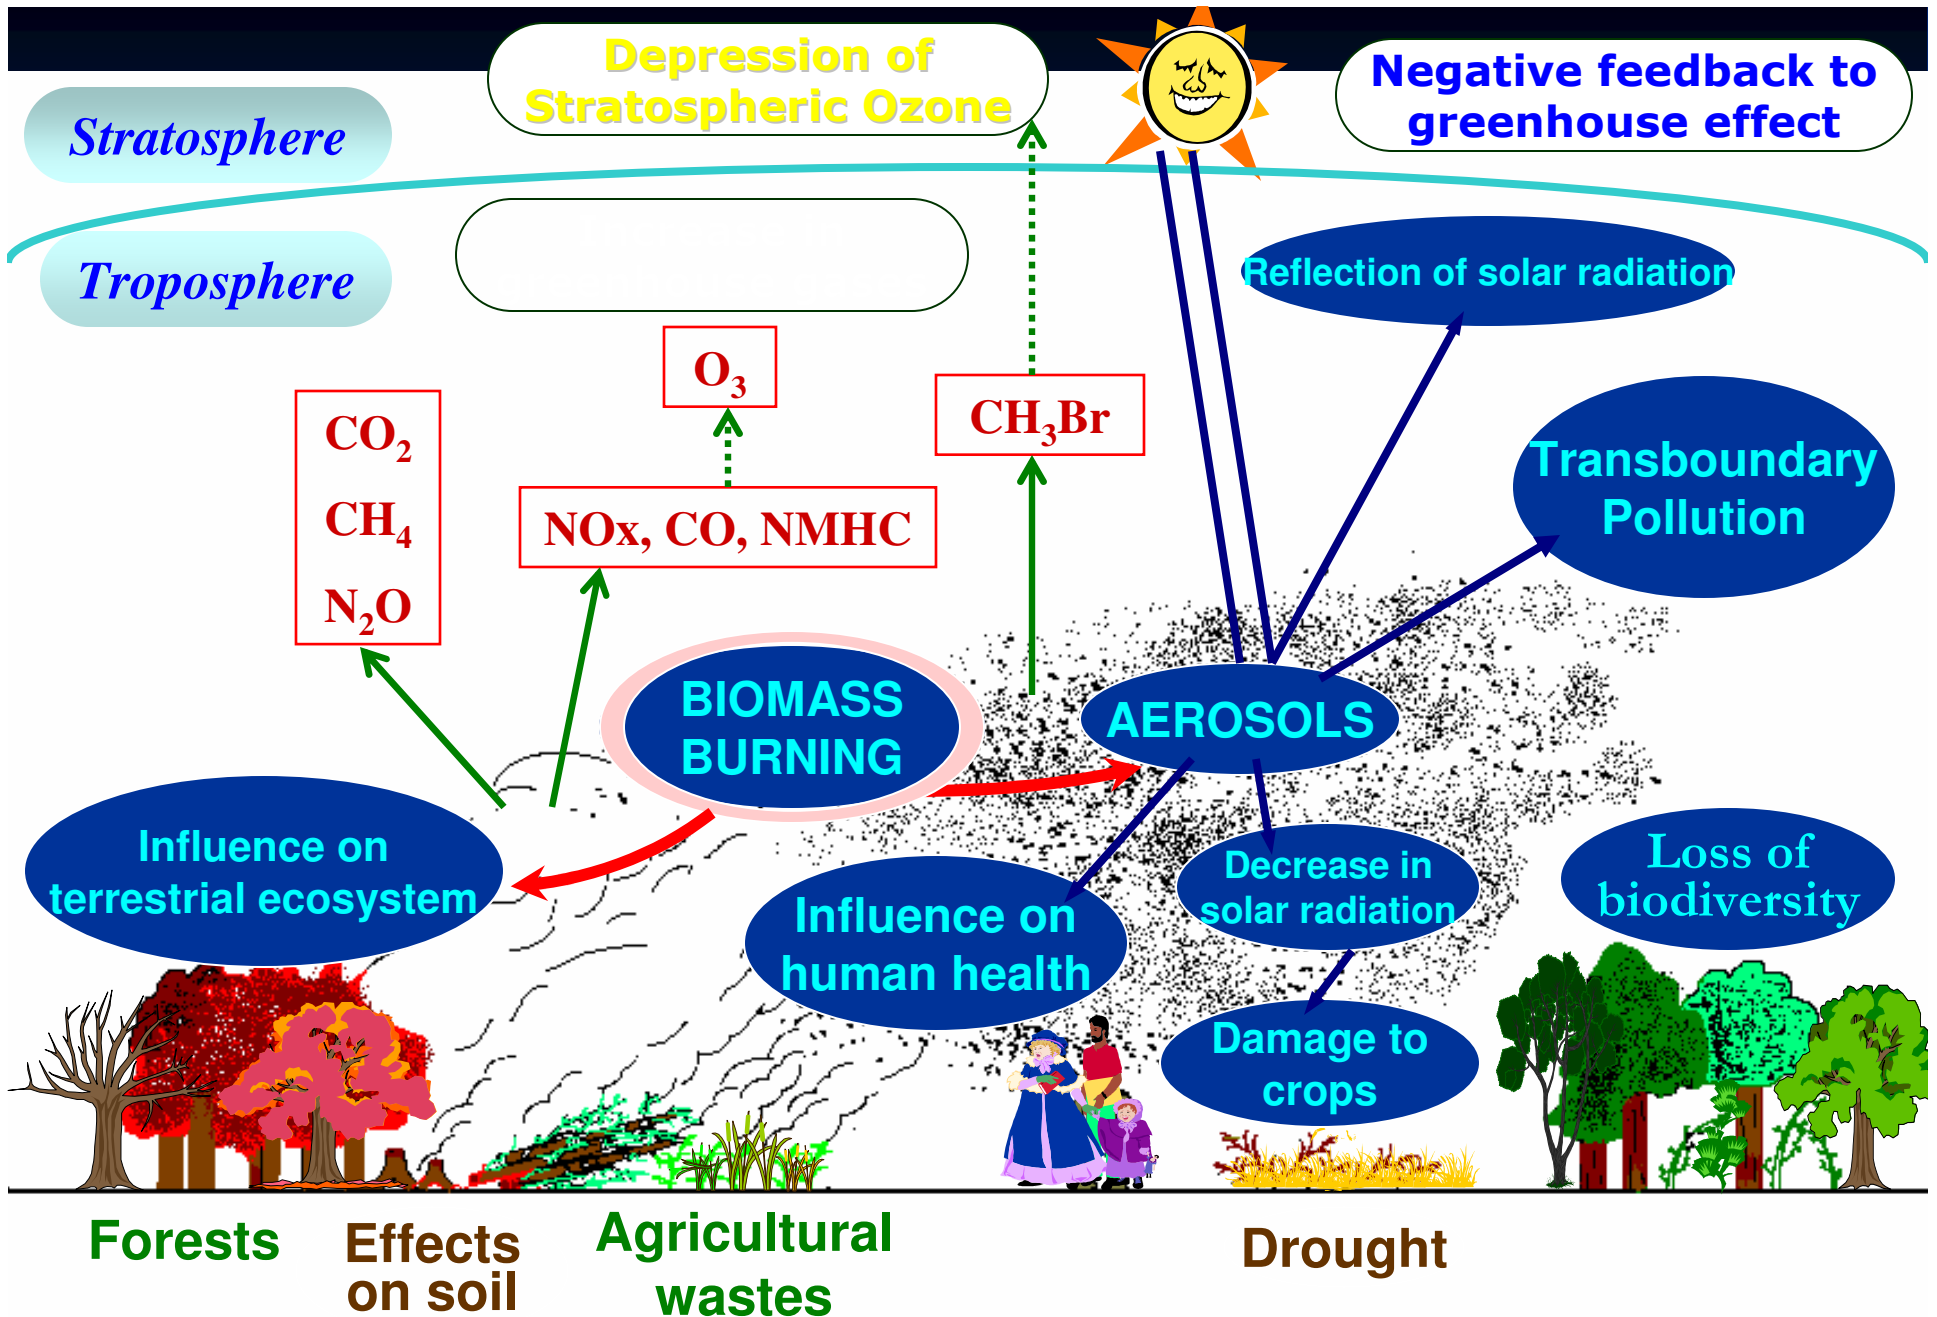 Depression of
Stratospheric Ozone
Negative feedback to
greenhouse effect
Stratosphere
Troposphere
Reflection of solar radiation
O3
CH3Br
CO2
CH4
N2O
NOx, CO, NMHC
Transboundary
Pollution
BIOMASS
BURNING
AEROSOLS
Influence on
terrestrial ecosystem
Influence on
human health
Decrease in
solar radiation
Loss of
biodiversity
Damage to
crops
Forests
Effects
on soil
Agricultural
wastes
Drought